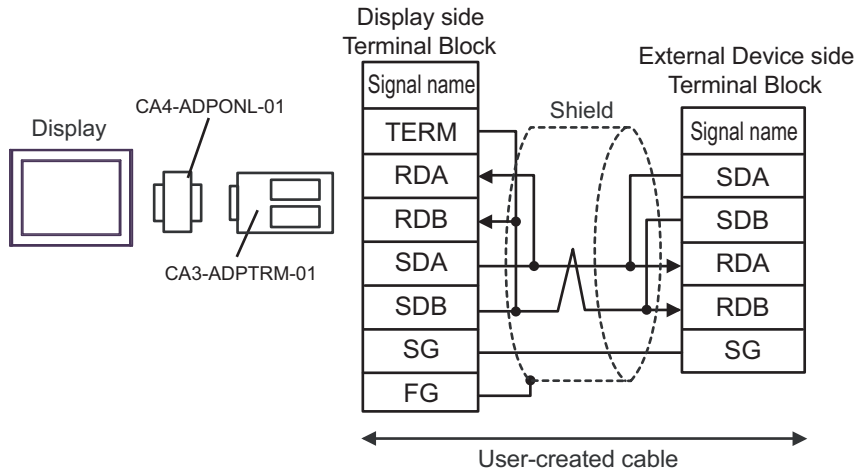 Display side
Terminal Block
External Device side
Terminal Block
Display
CA4-ADPONL-01
CA3-ADPTRM-01
Signal name
TERM
RDA
RDB
SDA
SDB
SG
FG
Shield
Signal name
SDA
SDB
RDA
RDB
SG
User-created cable